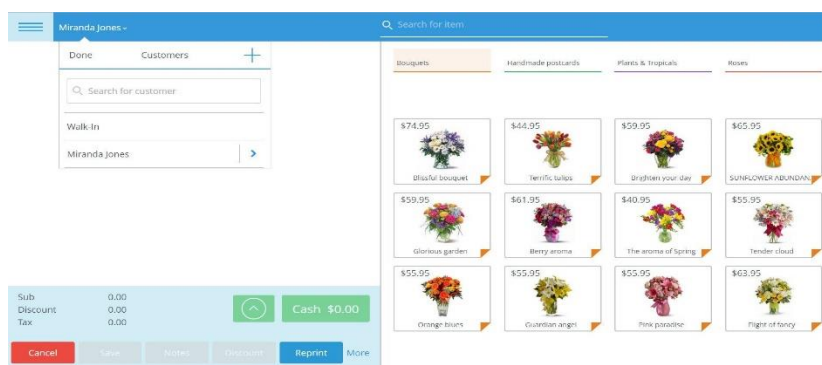 Miranda Jones
Search for item
Done Customers
Search for customer
Walk-In
Miranda Jones
Sub 0.00
Discount 0.00
Tax 0.00
Cash $0.00
Cancel Save Notes Discount Reprint More
Bouquets Handmade postcards Plants & Tropicals Roses
$74.95 $44.95 $59.95 $65.95
Blissful bouquet Terrific tulips Brighten your day SUNFLOWER ABUNDAN
$59.95 $61.95 $40.95 $55.95
Glorious garden Berry aroma The aroma of Spring Tender cloud
$55.95 $55.95 $55.95 $63.95
Orange blues Guardian angel Pink paradise Flight of fancy